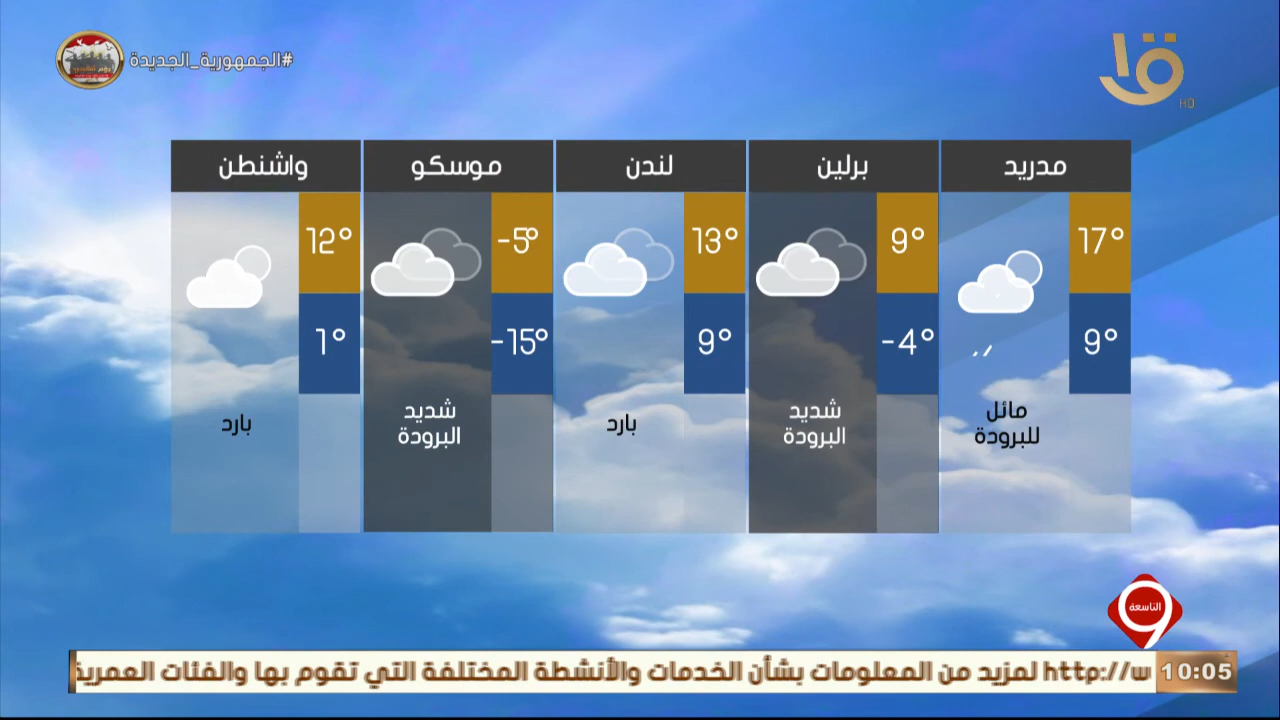 #الجمهورية_الجديدة
HD
مدريد
17°
9°
مائل
للبرودة
برلين
9°
-4°
شديد
البرودة
لندن
13°
9°
بارد
موسكو
-5°
-15°
شديد
البرودة
واشنطن
12°
1°
بارد
التاسعة
9
10:05
http://w لمزيد من المعلومات بشأن الخدمات والأنشطة المختلفة التي تقوم بها والفئات العمرية